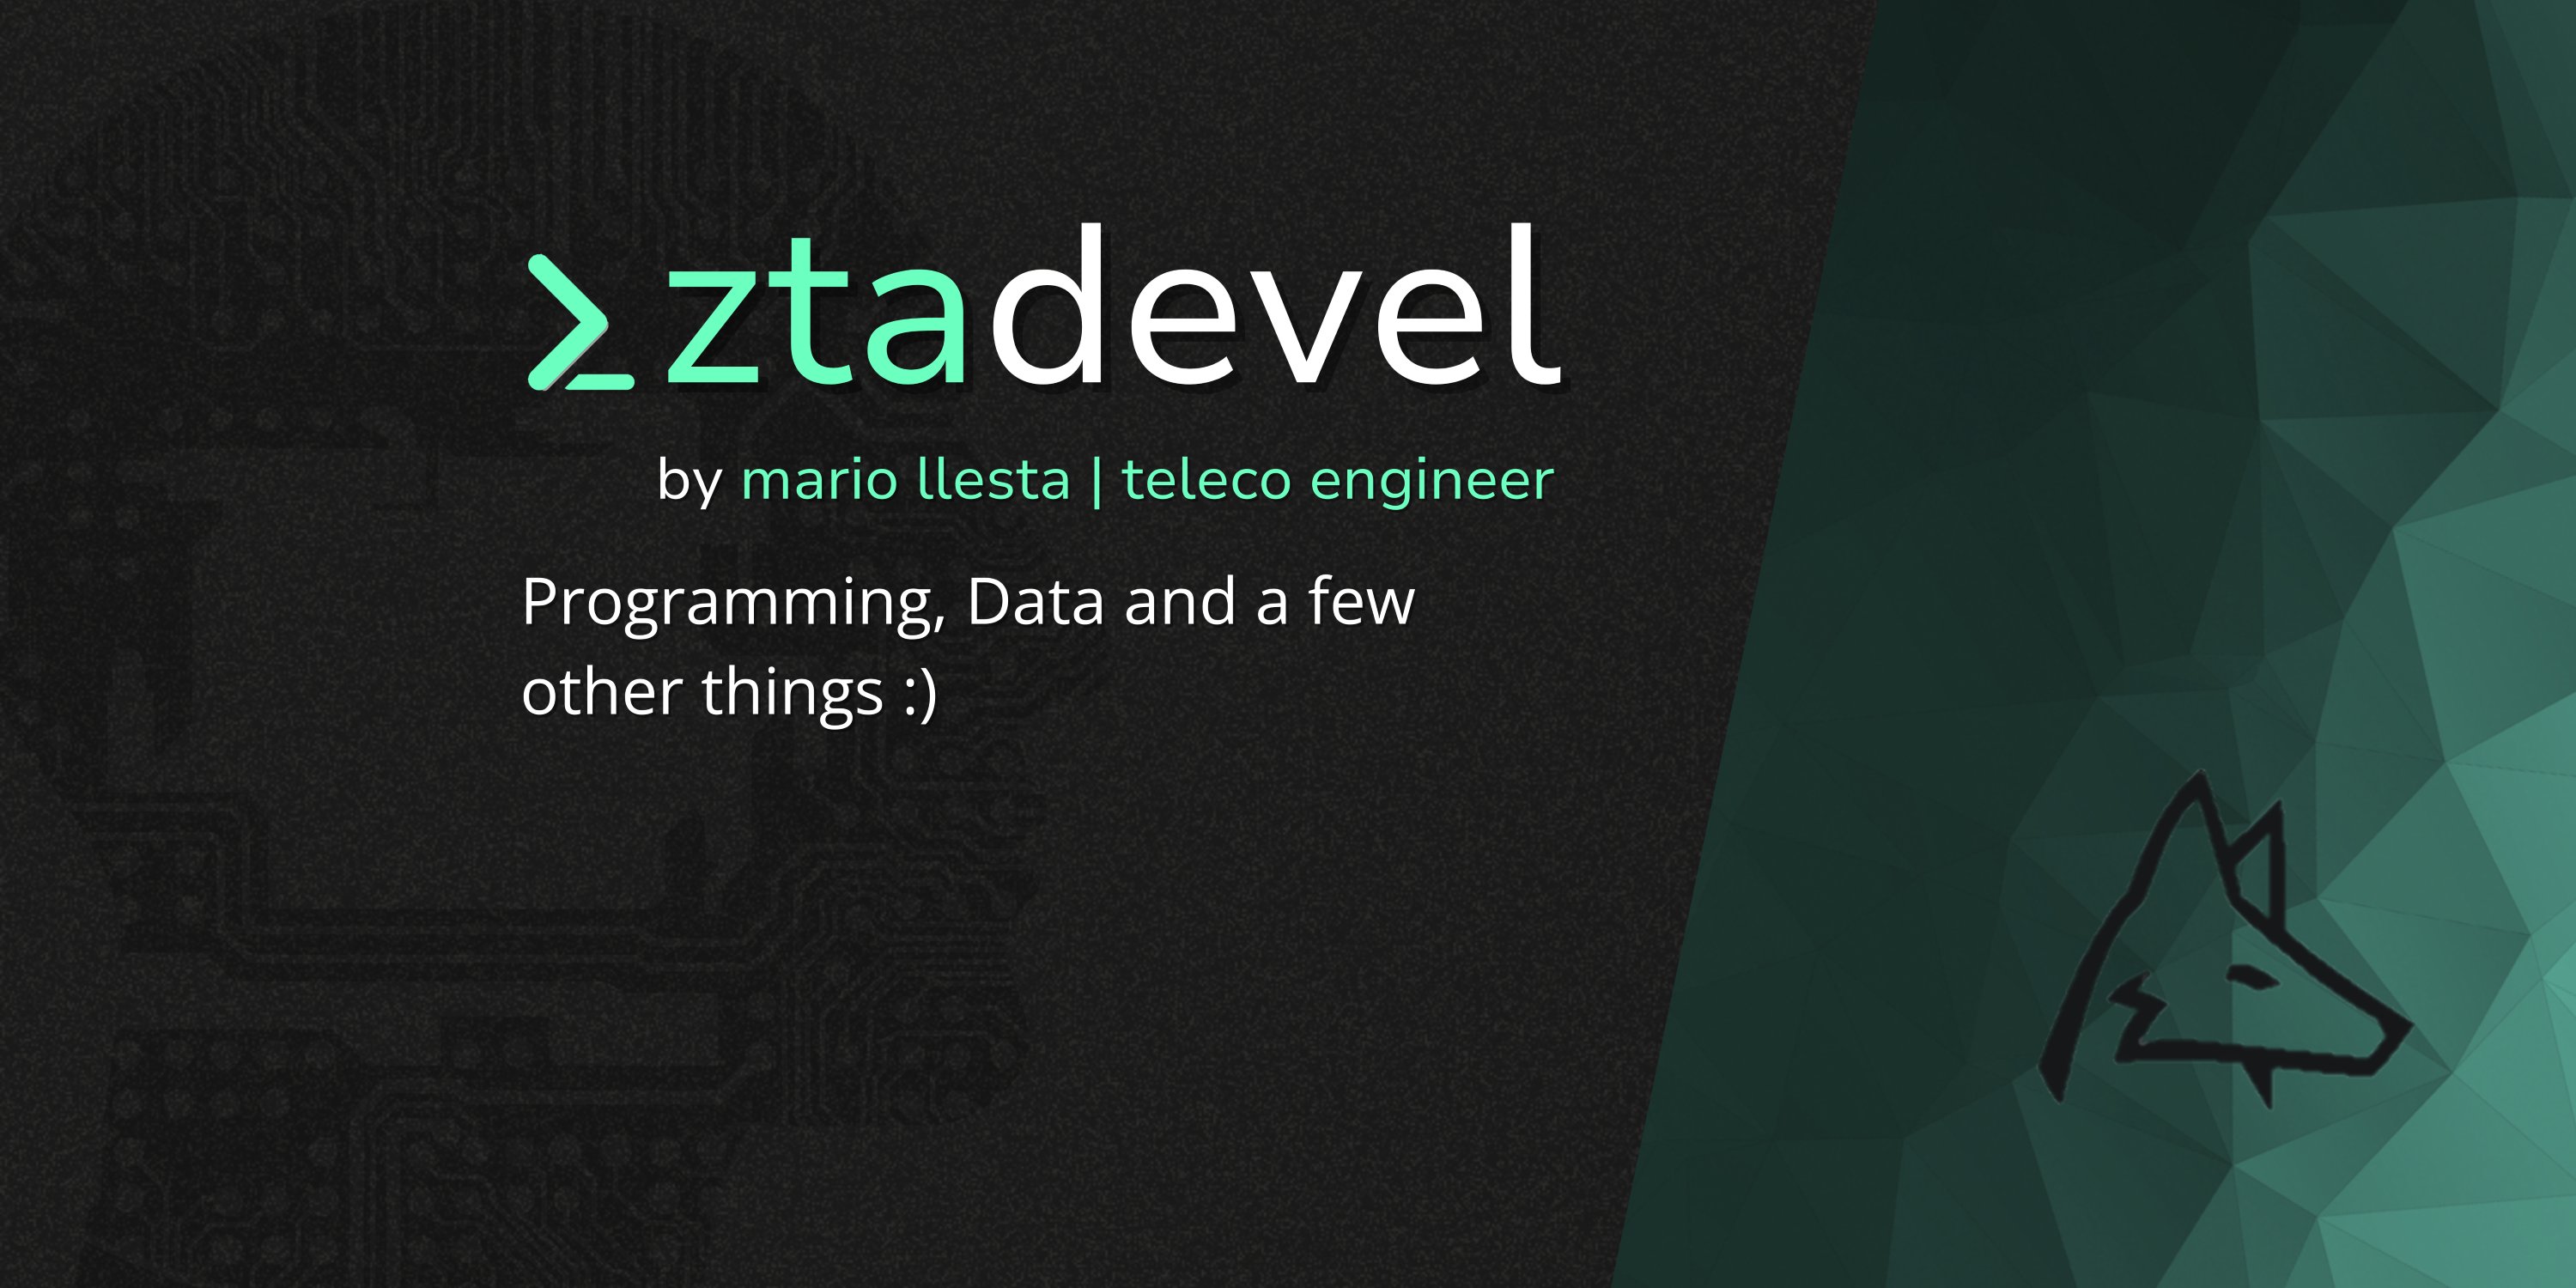 ztadevel
by mario llesta | teleco engineer
Programming, Data and a few
other things :)